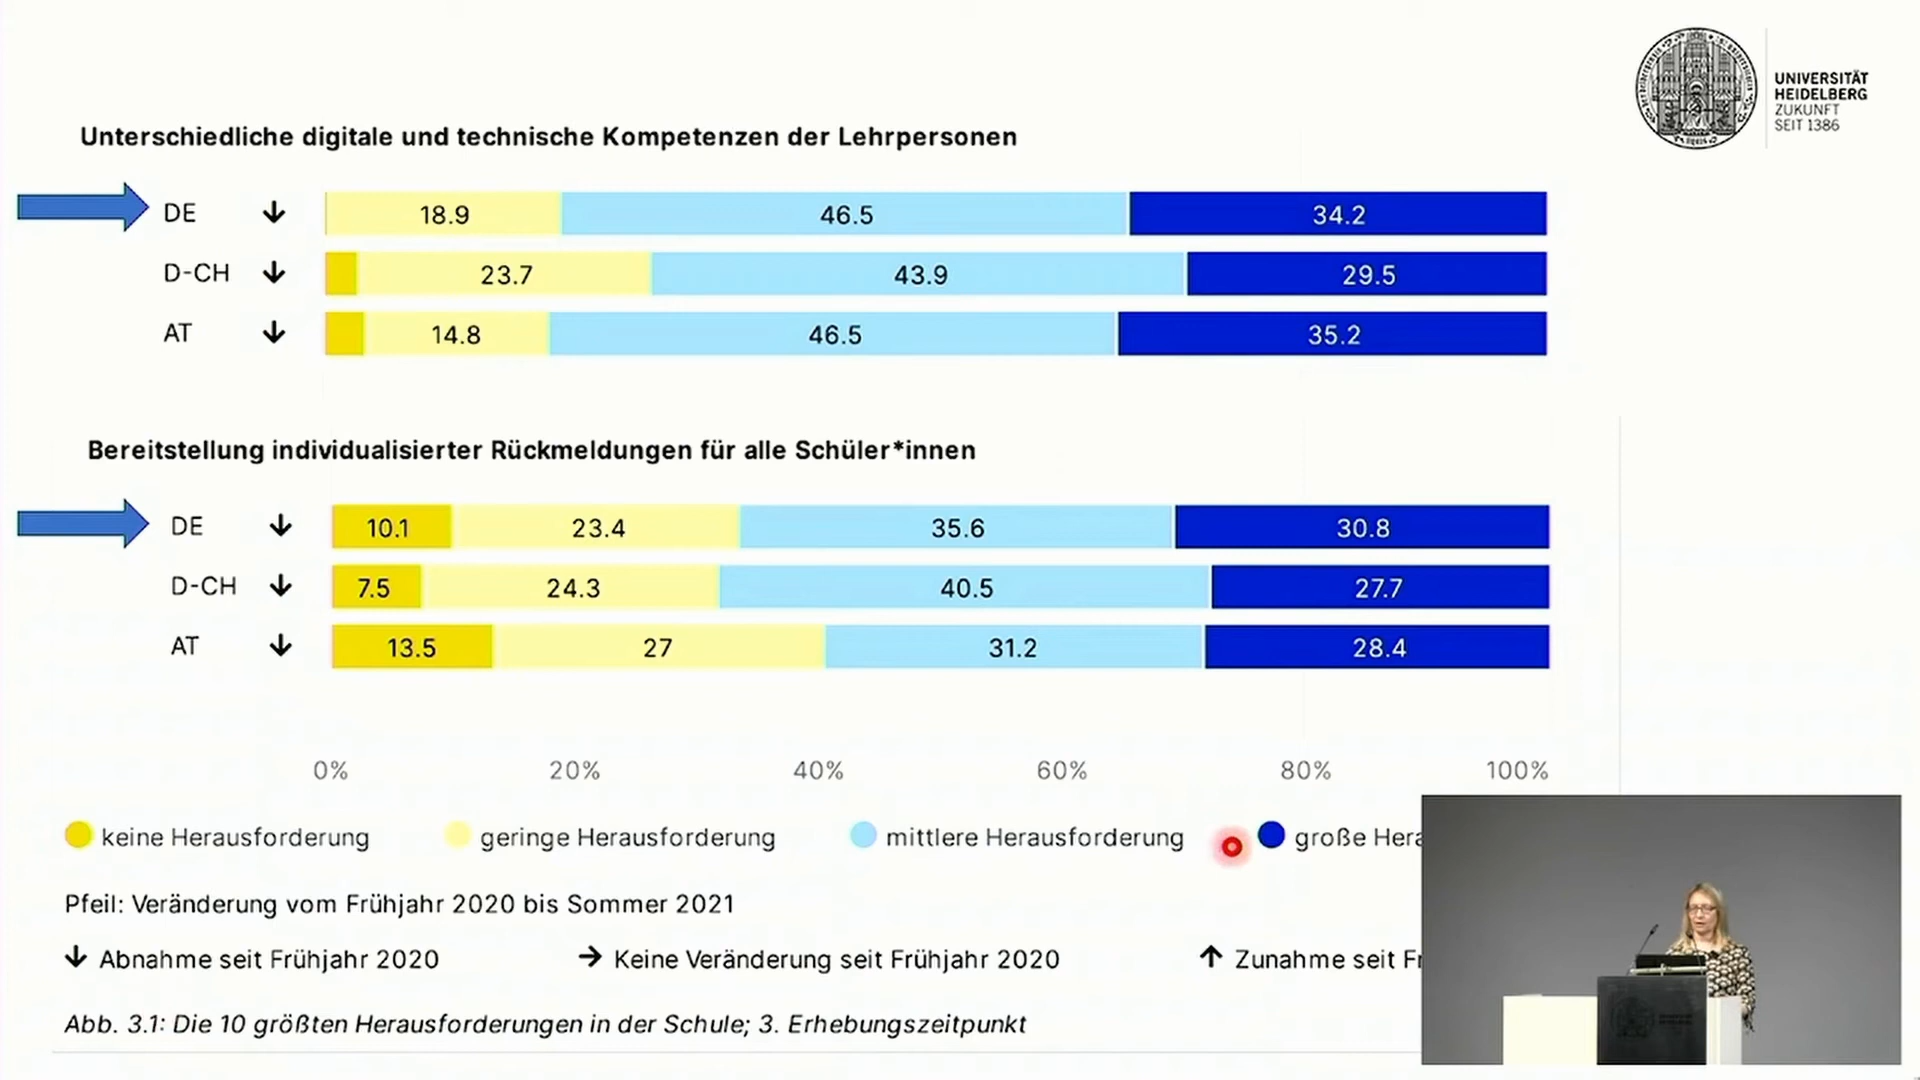 UNIVERSITÄT
HEIDELBERG
ZUKUNFT
SEIT 1386
Unterschiedliche digitale und technische Kompetenzen der Lehrpersonen
DE ↓ 18.9 46.5 34.2
D-CH ↓ 23.7 43.9 29.5
AT ↓ 14.8 46.5 35.2
Bereitstellung individualisierter Rückmeldungen für alle Schüler*innen
DE ↓ 10.1 23.4 35.6 30.8
D-CH ↓ 7.5 24.3 40.5 27.7
AT ↓ 13.5 27 31.2 28.4
0% 20% 40% 60% 80% 100%
keine Herausforderung geringe Herausforderung mittlere Herausforderung große
Pfeil: Veränderung vom Frühjahr 2020 bis Sommer 2021
↓ Abnahme seit Frühjahr 2020 → Keine Veränderung seit Frühjahr 2020 ↑ Zunahme seit
Abb. 3.1: Die 10 größten Herausforderungen in der Schule; 3. Erhebungszeitpunkt